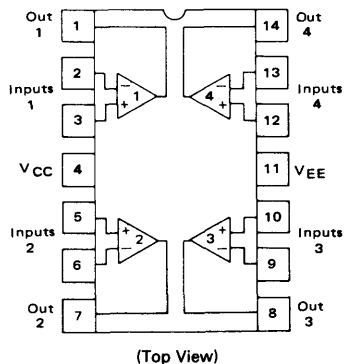 Out
1
1
14
Out
4
2
Inputs
1
3
− +
1
4
− +
13
Inputs
4
12
VCC
4
11
VEE
5
Inputs
2
6
+ −
2
3
+ −
10
Inputs
3
9
Out
2
7
8
Out
3
(Top View)